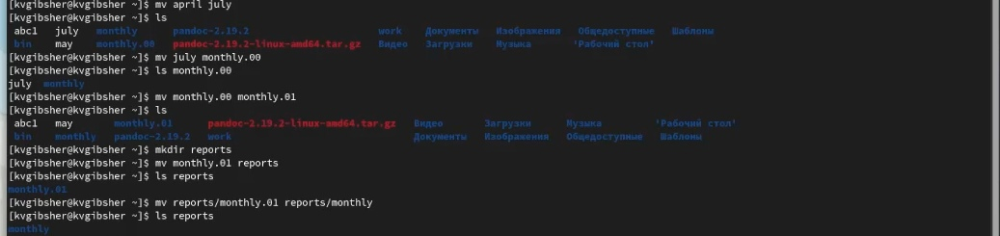 [kvgibsher@kvgibsher ~]$ mv april july
[kvgibsher@kvgibsher ~]$ ls
abc1 july monthly pandoc-2.19.2 work Документы Изображения Общедоступные Шаблоны
bin may monthly.00 pandoc-2.19.2-linux-amd64.tar.gz Видео Загрузки Музыка 'Рабочий стол'
[kvgibsher@kvgibsher ~]$ mv july monthly.00
[kvgibsher@kvgibsher ~]$ ls monthly.00
july monthly
[kvgibsher@kvgibsher ~]$ mv monthly.00 monthly.01
[kvgibsher@kvgibsher ~]$ ls
abc1 may monthly.01 pandoc-2.19.2-linux-amd64.tar.gz Видео Загрузки Музыка 'Рабочий стол'
bin monthly pandoc-2.19.2 work Документы Изображения Общедоступные Шаблоны
[kvgibsher@kvgibsher ~]$ mkdir reports
[kvgibsher@kvgibsher ~]$ mv monthly.01 reports
[kvgibsher@kvgibsher ~]$ ls reports
monthly.01
[kvgibsher@kvgibsher ~]$ mv reports/monthly.01 reports/monthly
[kvgibsher@kvgibsher ~]$ ls reports
monthly